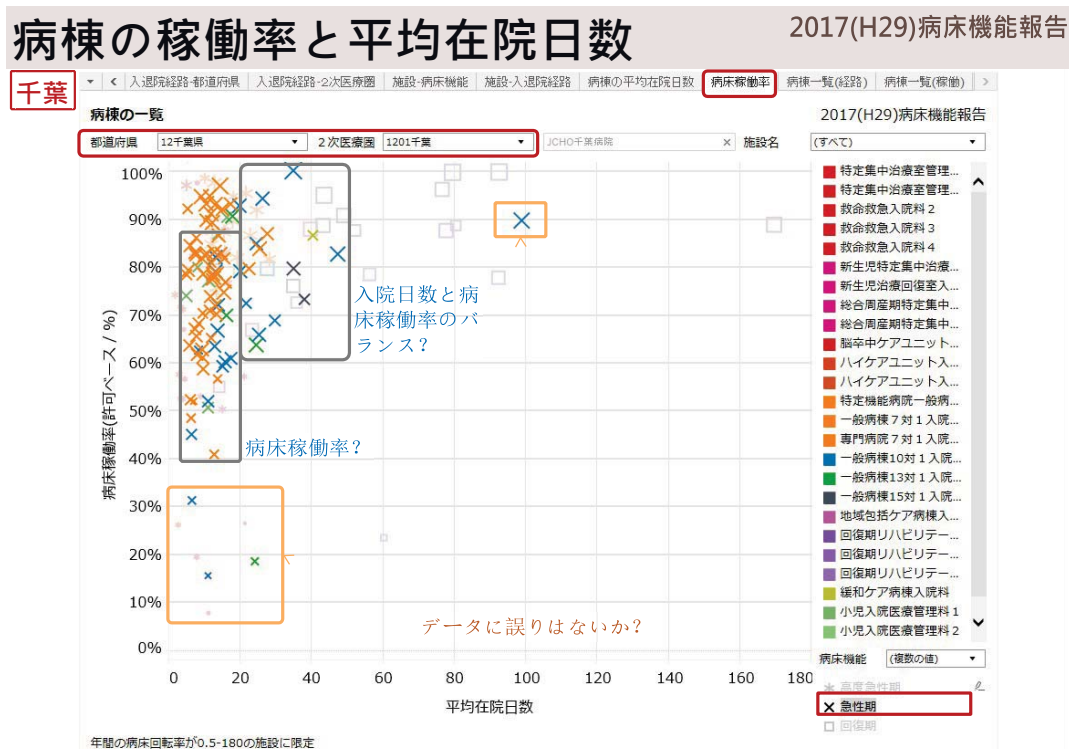 病棟の稼働率と平均在院日数
2017(H29)病床機能報告
千葉
入退院経路-都道府県
入退院経路-2次医療圏
施設-病床機能
施設-入退院経路
病棟の平均在院日数
病床稼働率
病棟一覧(経路)
病棟一覧(稼働)
病棟の一覧
2017(H29)病床機能報告
都道府県
12千葉県
２次医療圏
1201千葉
JCHO千葉病院
施設名
(すべて)
100%
90%
80%
70%
60%
50%
40%
30%
20%
10%
0%
病床稼働率(許可ベース / %)
入院日数と病
床稼働率のバ
ランス?
病床稼働率?
データに誤りはないか?
0
20
40
60
80
100
120
140
160
180
平均在院日数
特定集中治療室管理...
特定集中治療室管理...
救命救急入院料２
救命救急入院料３
救命救急入院料４
新生児特定集中治療...
新生児治療回復室入...
総合周産期特定集中...
総合周産期特定集中...
脳卒中ケアユニット...
ハイケアユニット入...
ハイケアユニット入...
特定機能病院一般病...
一般病棟７対１入院...
専門病院７対１入院...
一般病棟10対１入院...
一般病棟13対１入院...
一般病棟15対１入院...
地域包括ケア病棟入...
回復期リハビリテー...
回復期リハビリテー...
回復期リハビリテー...
緩和ケア病棟入院料
小児入院医療管理料１
小児入院医療管理料２
病床機能
(複数の値)
高度急性期
急性期
回復期
年間の病床回転率が0.5-180の施設に限定